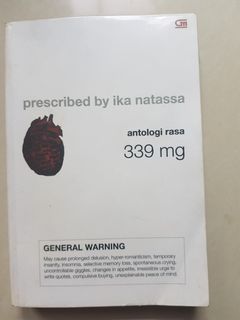 prescribed by ika natassa
antologi rasa
339 mg
GENERAL WARNING
May cause prolonged delusion, hyper-romanticism, temporary
insanity, insomnia, selective memory loss, spontaneous crying,
uncontrollable giggles, changes in appetite, irresistible urge to
write quotes, compulsive buying, unexplainable peace of mind.